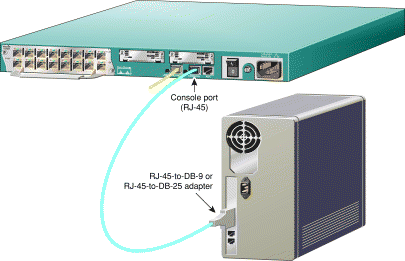 Console port
(RJ-45)
RJ-45-to-DB-9 or
RJ-45-to-DB-25 adapter